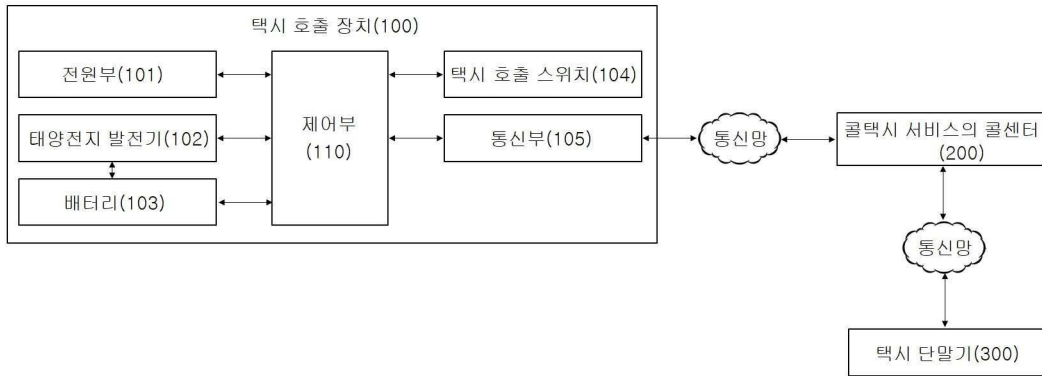 택시 호출 장치(100)
전원부(101)
태양전지 발전기(102)
배터리(103)
제어부
(110)
택시 호출 스위치(104)
통신부(105)
통신망
콜택시 서비스의 콜센터
(200)
통신망
택시 단말기(300)